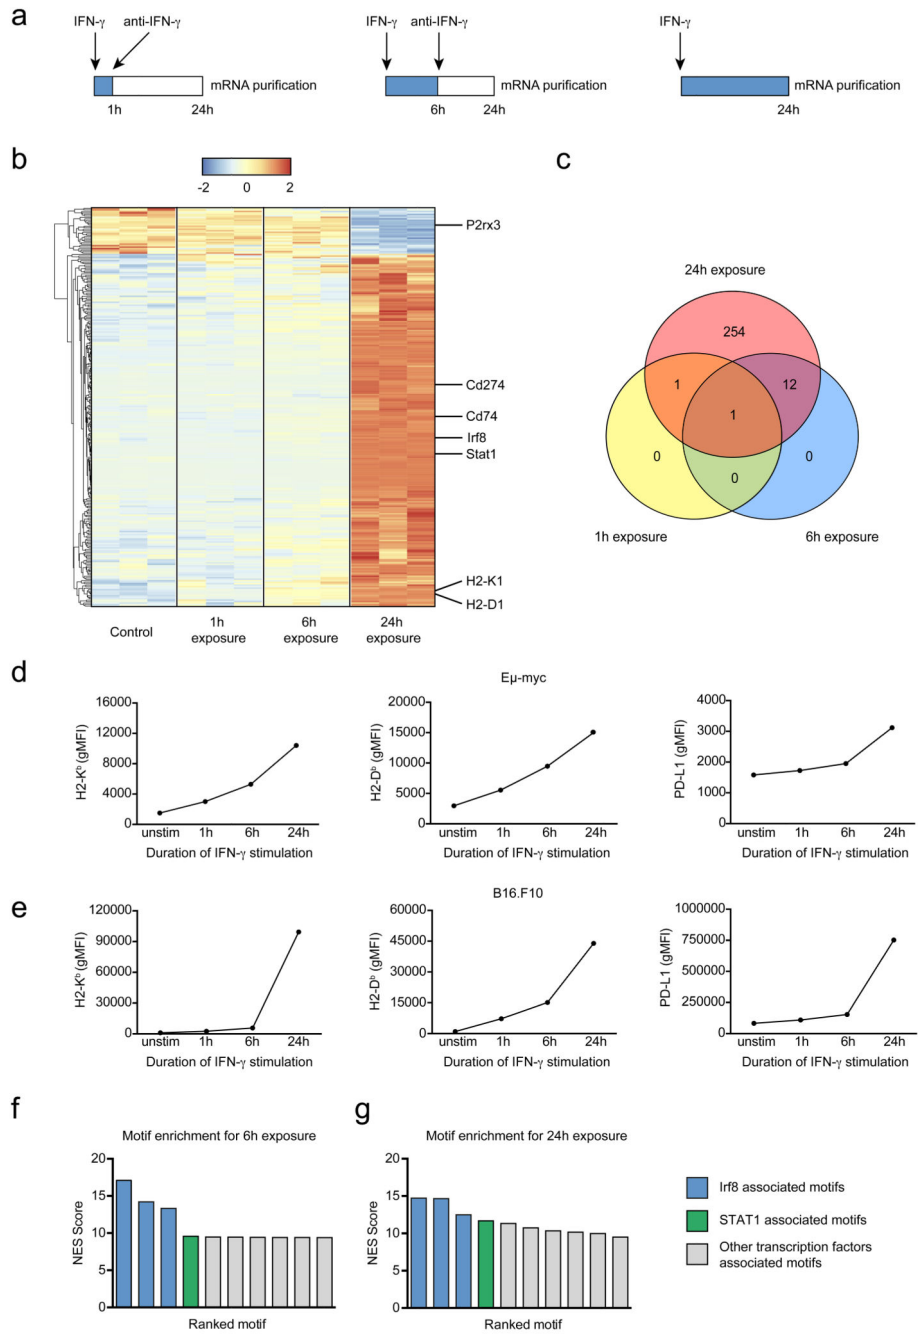 a
IFN-γ anti-IFN-γ
mRNA purification
1h 24h
IFN-γ anti-IFN-γ
mRNA purification
6h 24h
IFN-γ
mRNA purification
24h
b
-2 0 2
P2rx3
Cd274
Cd74
Irf8
Stat1
H2-K1
H2-D1
Control
1h
exposure
6h
exposure
24h
exposure
c
24h exposure
254
1
12
1
0
0
0
1h exposure
6h exposure
d
Eμ-myc
H2-Kᵇ (gMFI)
16000
12000
8000
4000
0
unstim 1h 6h 24h
Duration of IFN-γ stimulation
H2-Dᵇ (gMFI)
20000
15000
10000
5000
0
unstim 1h 6h 24h
Duration of IFN-γ stimulation
PD-L1 (gMFI)
4000
3000
2000
1000
0
unstim 1h 6h 24h
Duration of IFN-γ stimulation
e
B16.F10
H2-Kᵇ (gMFI)
120000
90000
60000
30000
0
unstim 1h 6h 24h
Duration of IFN-γ stimulation
H2-Dᵇ (gMFI)
60000
45000
30000
15000
0
unstim 1h 6h 24h
Duration of IFN-γ stimulation
PD-L1 (gMFI)
1000000
750000
500000
250000
0
unstim 1h 6h 24h
Duration of IFN-γ stimulation
f
Motif enrichment for 6h exposure
NES Score
20
15
10
5
0
Ranked motif
g
Motif enrichment for 24h exposure
NES Score
20
15
10
5
0
Ranked motif
Irf8 associated motifs
STAT1 associated motifs
Other transcription factors
associated motifs